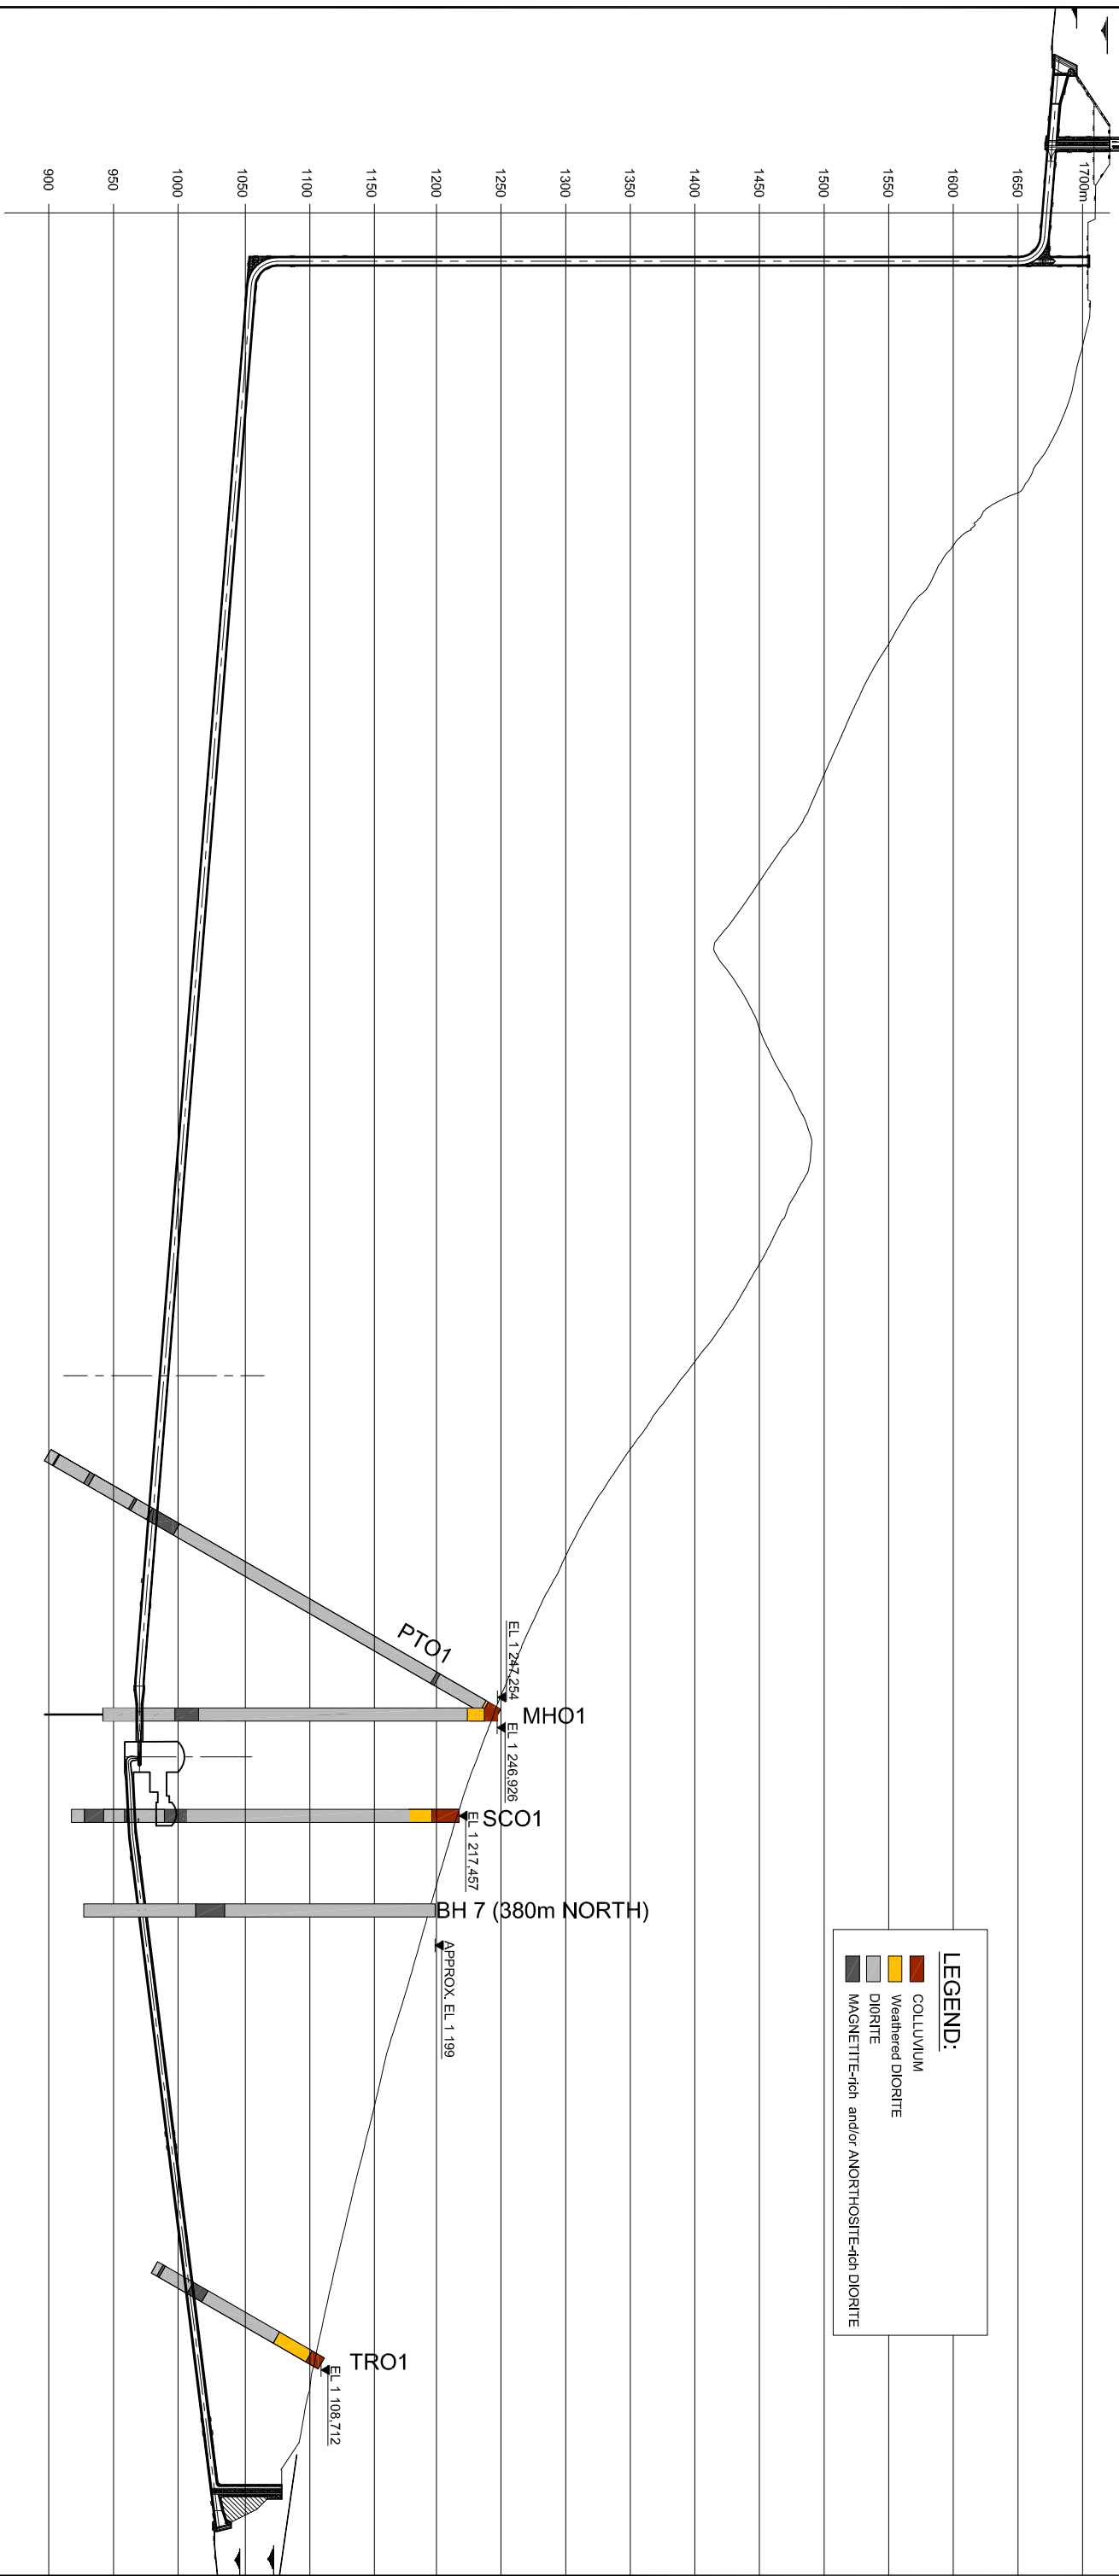 1700m
1650
1600
1550
1500
1450
1400
1350
1300
1250
1200
1150
1100
1050
1000
950
900
PTO1
EL 1 247,254
MHO1
EL 1 246,926
SCO1
EL 1 217,457
BH 7 (380m NORTH)
APPROX. EL 1 199
TRO1
EL 1 108,712
LEGEND:
COLLUVIUM
Weathered DIORITE
DIORITE
MAGNETITE-rich and/or ANORTHOSITE-rich DIORITE